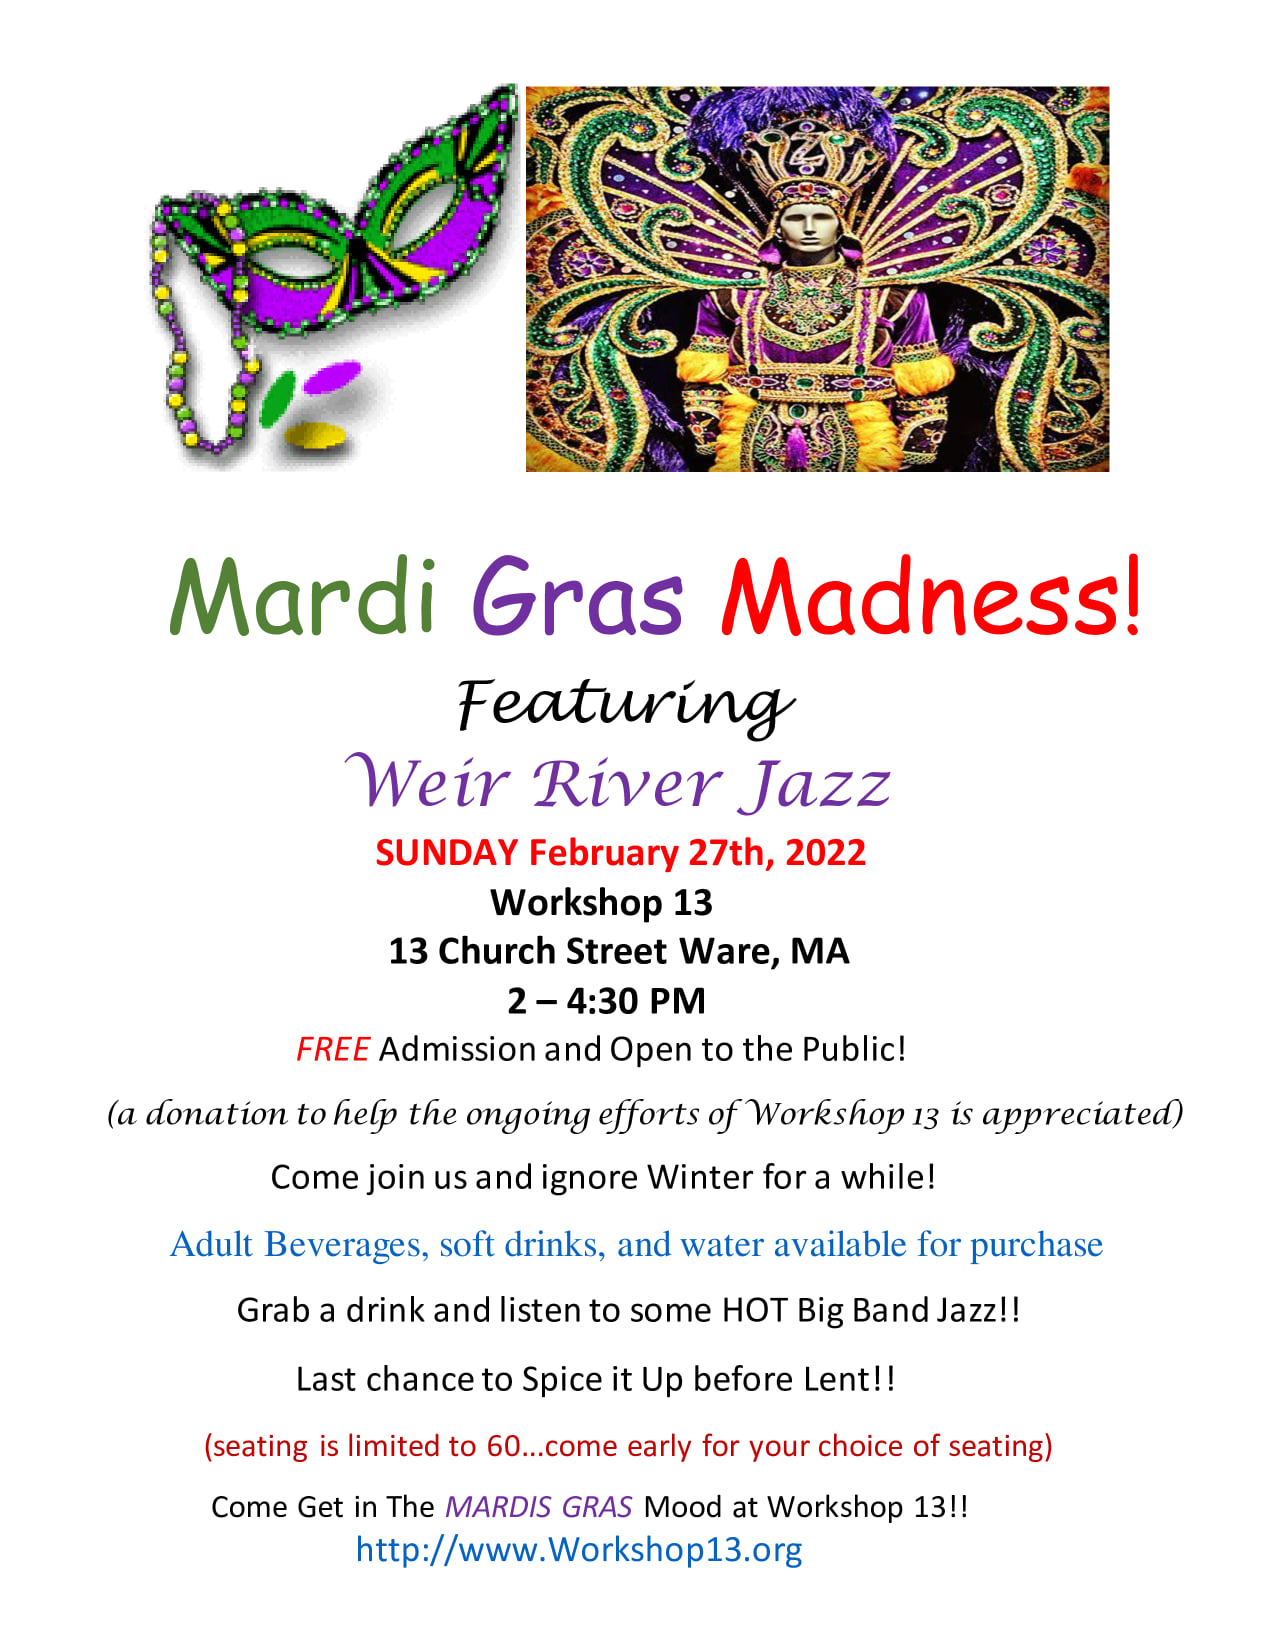 Z
Mardi Gras Madness!
Featuring
Weir River Jazz
SUNDAY February 27th, 2022
Workshop 13
13 Church Street Ware, MA
2 – 4:30 PM
FREE Admission and Open to the Public!
(a donation to help the ongoing efforts of Workshop 13 is appreciated)
Come join us and ignore Winter for a while!
Adult Beverages, soft drinks, and water available for purchase
Grab a drink and listen to some HOT Big Band Jazz!!
Last chance to Spice it Up before Lent!!
(seating is limited to 60...come early for your choice of seating)
Come Get in The MARDIS GRAS Mood at Workshop 13!!
http://www.Workshop13.org